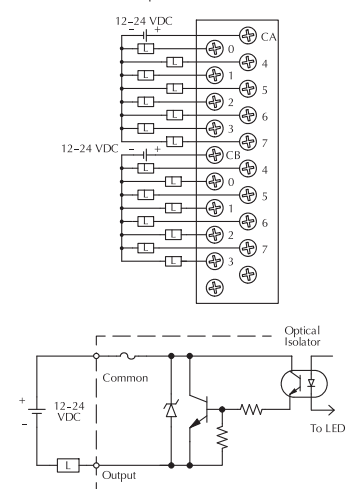 12–24 VDC
– +
CA
L
0
L
4
L
1
L
5
L
2
L
6
L
3
L
7
12–24 VDC
– +
CB
L
4
L
0
L
5
L
1
L
6
L
2
L
7
L
3
Optical
Isolator
Common
+
12–24
VDC
–
To LED
L
Output